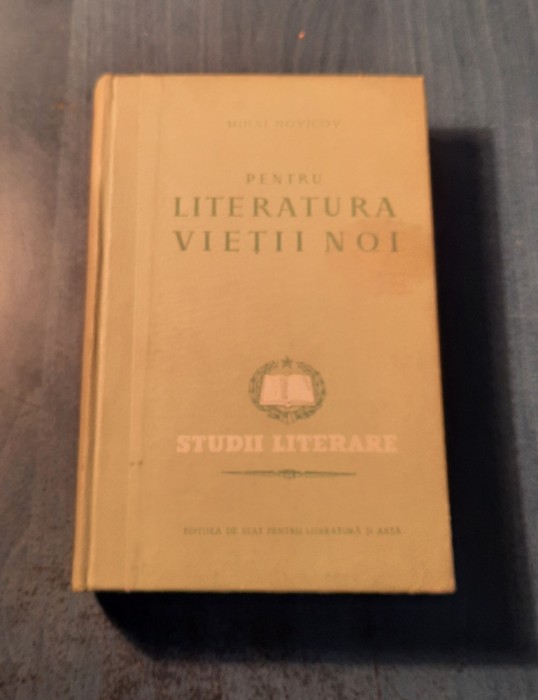 MIHAI NOVICOV
PENTRU
LITERATURA
VIEȚII NOI
STUDII LITERARE
EDITURA DE STAT PENTRU LITERATURĂ ȘI ARTĂ